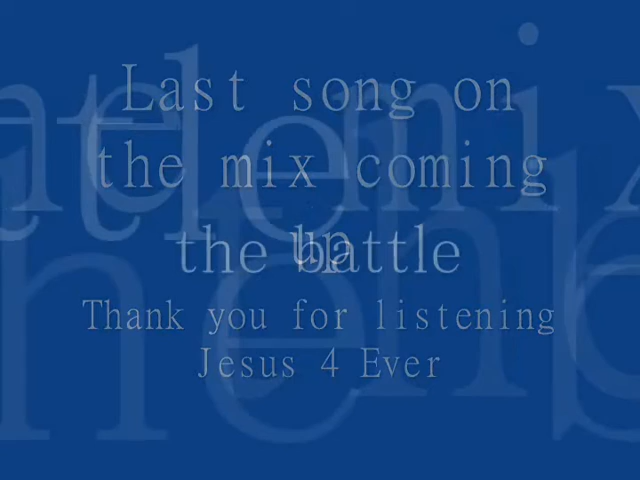 Last song on
the mix coming
up
the battle
Thank you for listening
Jesus 4 Ever